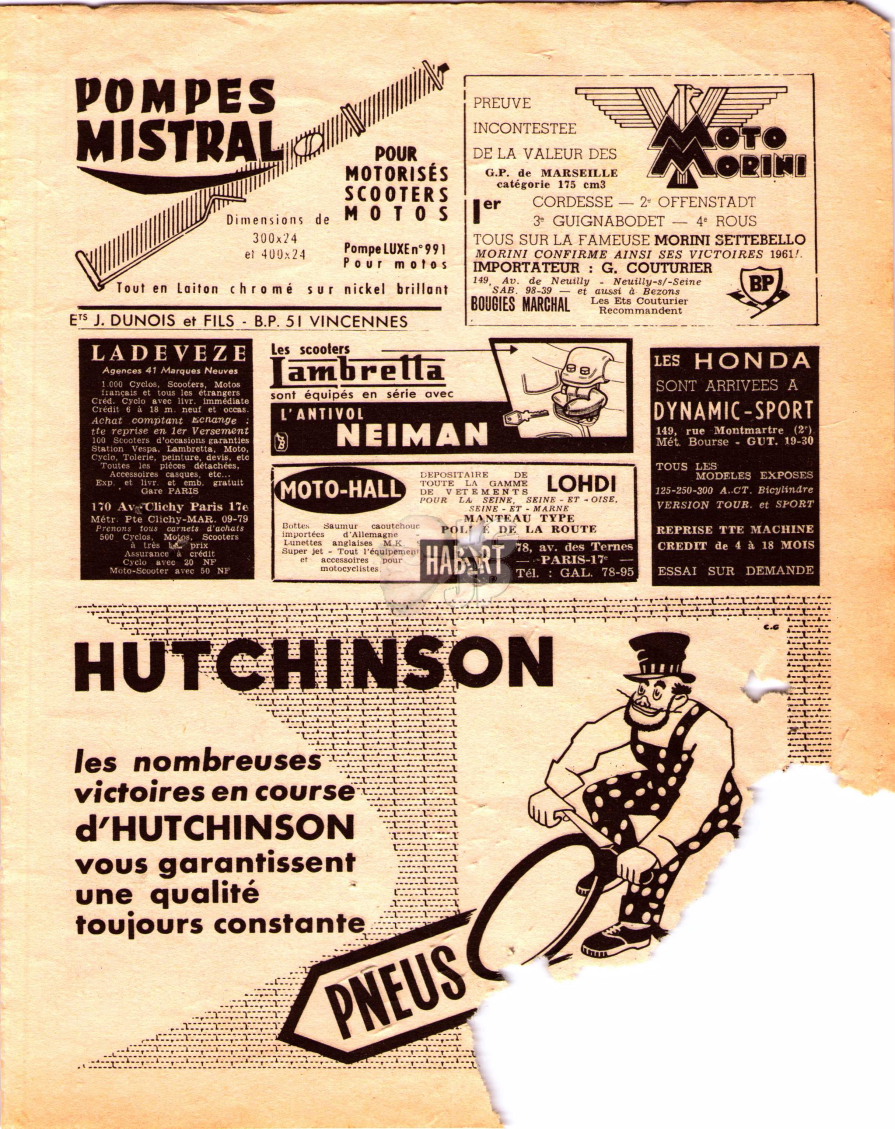 POMPES
MISTRAL
POUR
MOTORISÉS
SCOOTERS
MOTOS
Dimensions de
300x24
et 400x24
Pompe LUXE n° 991
Pour motos
Tout en Laiton chromé sur nickel brillant
ETS J. DUNOIS et FILS - B.P. 51 VINCENNES
PREUVE
INCONTESTEE
DE LA VALEUR DES
MOTO
MORINI
G.P. de MARSEILLE
catégorie 175 cm3
1er CORDESSE — 2e OFFENSTADT
3e GUIGNABODET — 4e ROUS
TOUS SUR LA FAMEUSE MORINI SETTEBELLO
MORINI CONFIRME AINSI SES VICTOIRES 1961!
IMPORTATEUR : G. COUTURIER
149, Av. de Neuilly - Neuilly-s/-Seine
SAB. 98-39 — et aussi à Bezons
BOUGIES MARCHAL
Les Ets Couturier
Recommandent
BP
LADEVEZE
Agences 41 Marques Neuves
1.000 Cyclos, Scooters, Motos
français et tous les étrangers
Créd. Cyclo avec livr. immédiate
Crédit 6 à 18 m. neuf et occas.
Achat comptant Echange :
tte reprise en 1er Versement
100 Scooters d'occasions garanties
Station Vespa, Lambretta, Moto,
Cyclo, Tolerie, peinture, devis, etc
Toutes les pièces détachées,
Accessoires casques, etc...
Exp. et livr. et emb. gratuit
Gare PARIS
170 Av Clichy Paris 17e
Métr. Pte Clichy-MAR. 09-79
Prenons tous carnets d'achats
500 Cyclos, Motos, Scooters
à très bs prix
Assurance à crédit
Cyclo avec 20 NF
Moto-Scooter avec 50 NF
Les scooters
Lambretta
sont équipés en série avec
L'ANTIVOL
NEIMAN
MOTO-HALL
DEPOSITAIRE DE
TOUTE LA GAMME
DE VETEMENTS
LOHDI
POUR LA SEINE, SEINE-ET-OISE,
SEINE-ET-MARNE
MANTEAU TYPE
POLICE DE LA ROUTE
Bottes Saumur caoutchouc
importées d'Allemagne
Lunettes anglaises M.K.
Super jet - Tout l'équipement
et accessoires pour
motocyclistes.
HABERT
78, av. des Ternes
— PARIS-17e —
Tél. : GAL. 78-95
LES HONDA
SONT ARRIVEES A
DYNAMIC-SPORT
149, rue Montmartre (2e)
Mét. Bourse - GUT. 19-30
TOUS LES
MODELES EXPOSES
125-250-300 A.CT. Bicylindre
VERSION TOUR. et SPORT
REPRISE TTE MACHINE
CREDIT de 4 à 18 MOIS
ESSAI SUR DEMANDE
C.G
HUTCHINSON
les nombreuses
victoires en course
d'HUTCHINSON
vous garantissent
une qualité
toujours constante
PNEUS